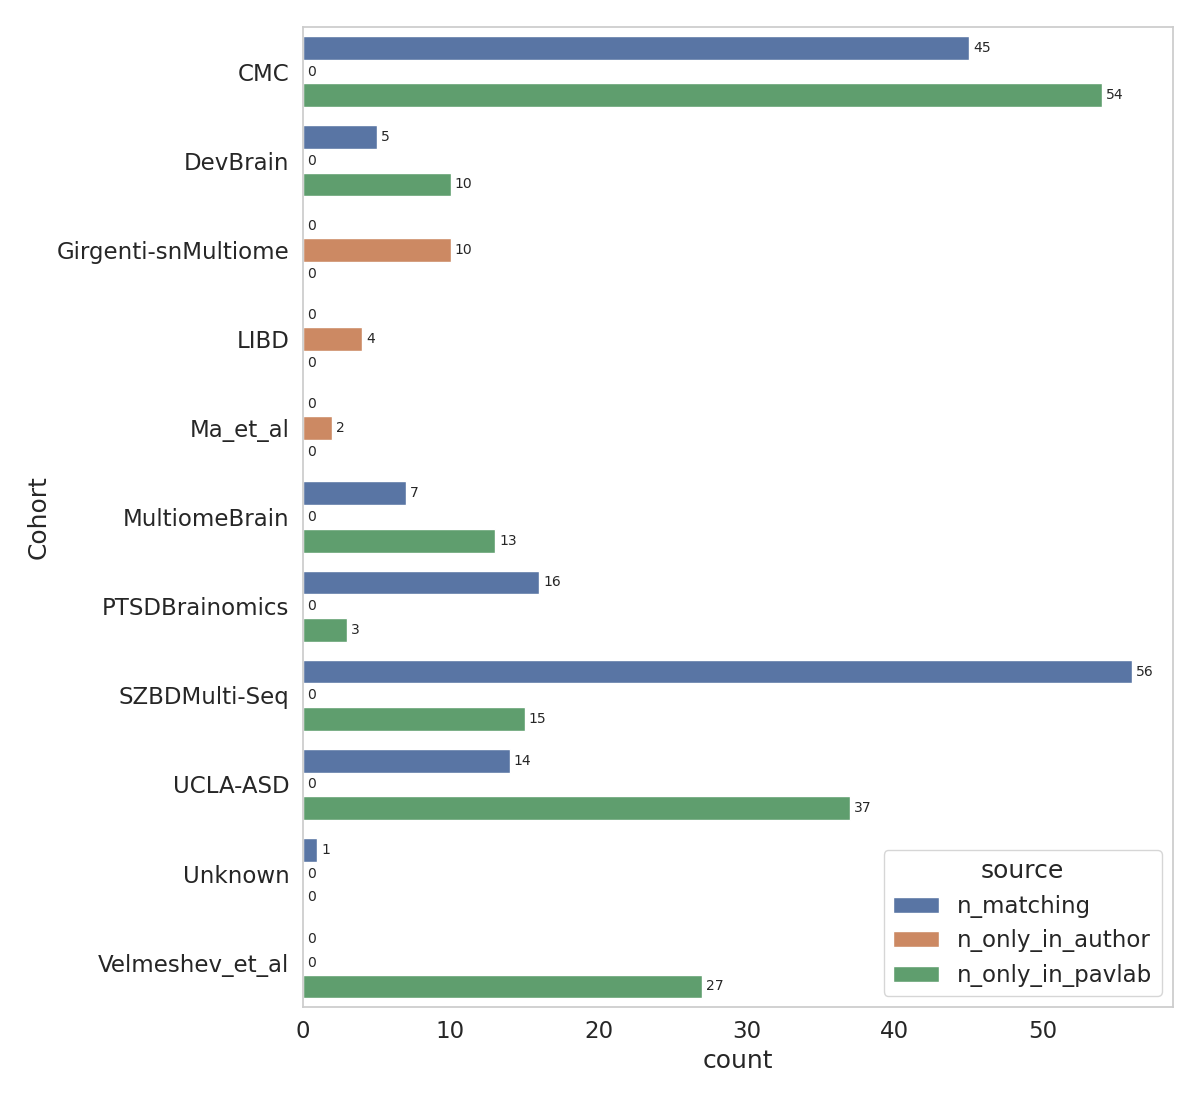 CMC
45
0
54
DevBrain
5
0
10
Girgenti-snMultiome
0
10
0
LIBD
0
4
0
Ma_et_al
0
2
0
MultiomeBrain
7
0
13
PTSDBrainomics
16
0
3
SZBDMulti-Seq
56
0
15
UCLA-ASD
14
0
37
Unknown
1
0
0
Velmeshev_et_al
0
0
27
Cohort
0 10 20 30 40 50
count
source
n_matching
n_only_in_author
n_only_in_pavlab